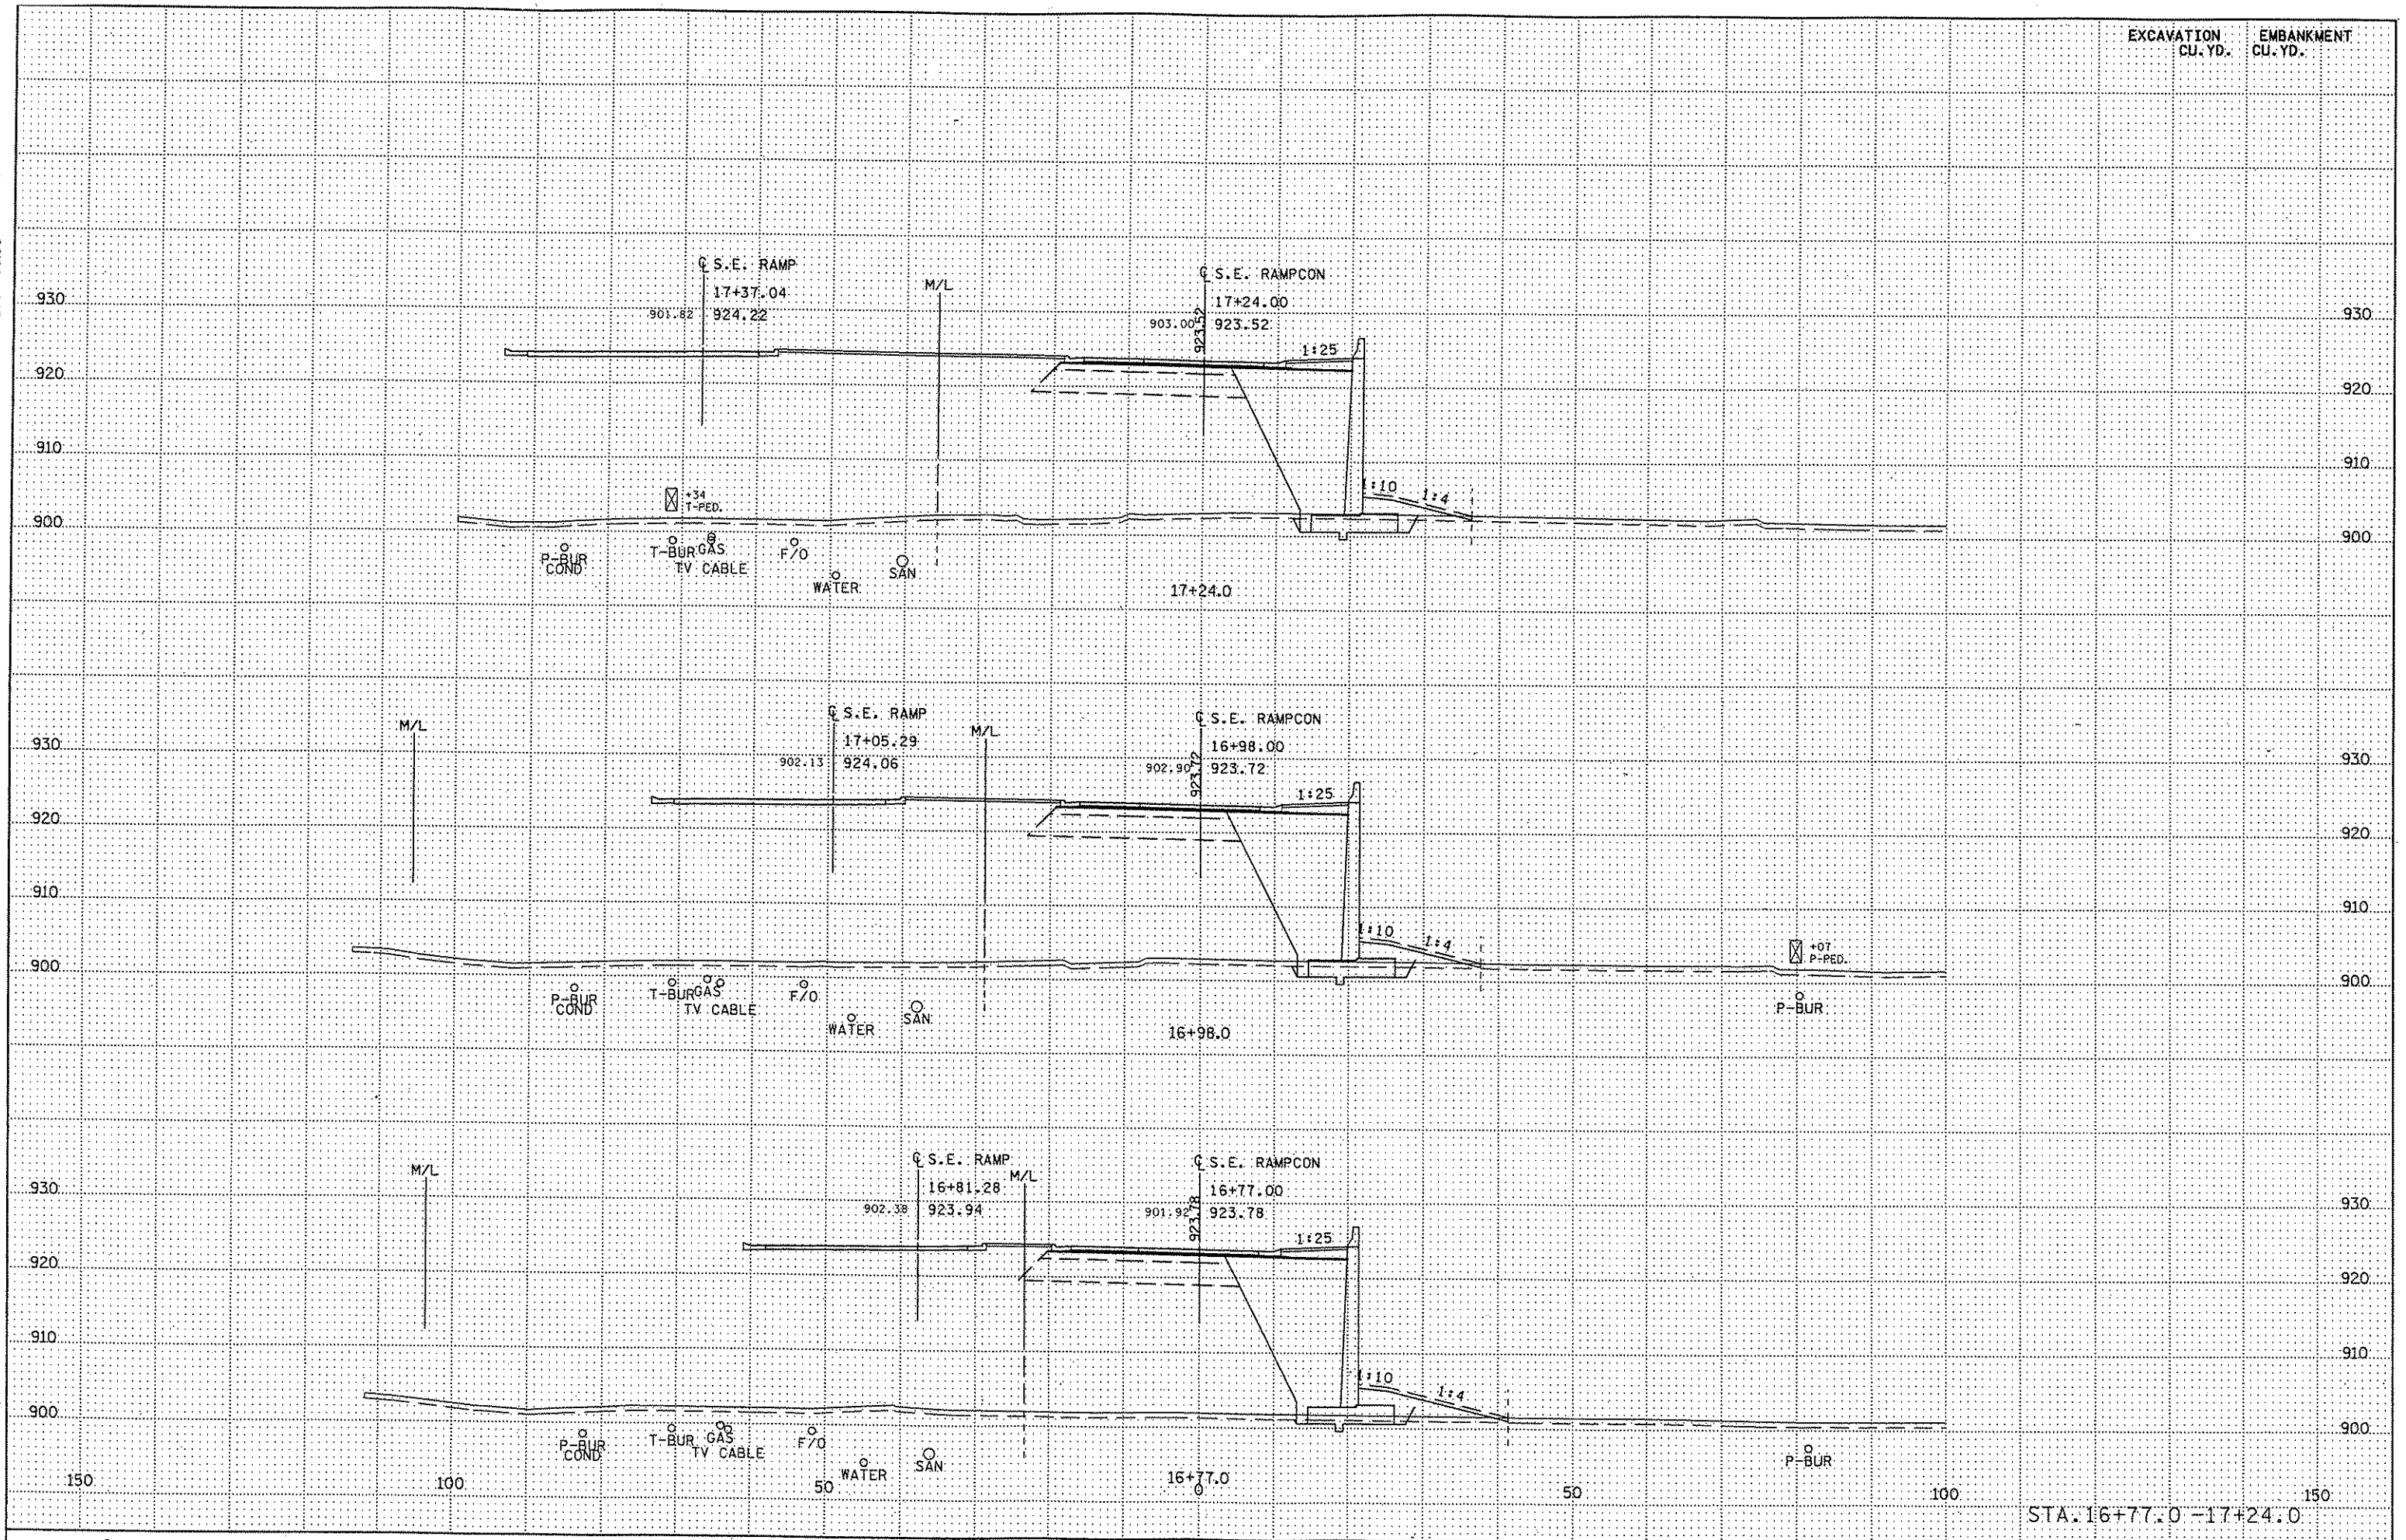 EXCAVATION EMBANKMENT
CU.YD. CU.YD.
℄ S.E. RAMP
17+37.04
901.82 924.22
M/L
℄ S.E. RAMPCON
17+24.00
903.00 923.52
923.52
1:25
930 930
920 920
910 910
900 900
+34
T-PED.
1:10 1:4
P-BUR
COND
T-BUR
GAS
TV CABLE
F/O
WATER
SAN
17+24.0
M/L
℄ S.E. RAMP
17+05.29
902.13 924.06
M/L
℄ S.E. RAMPCON
16+98.00
902.90 923.72
923.72
1:25
930 930
920 920
910 910
900 900
1:10 1:4
+07
P-PED.
P-BUR
COND
T-BUR
GAS
TV CABLE
F/O
WATER
SAN
P-BUR
16+98.0
M/L
℄ S.E. RAMP
16+81.28
902.38 923.94
M/L
℄ S.E. RAMPCON
16+77.00
901.92 923.78
923.78
1:25
930 930
920 920
910 910
900 900
1:10 1:4
P-BUR
COND
T-BUR
GAS
TV CABLE
F/O
WATER
SAN
P-BUR
16+77.0
150 100 50 0 50 100 150
STA.16+77.0 -17+24.0